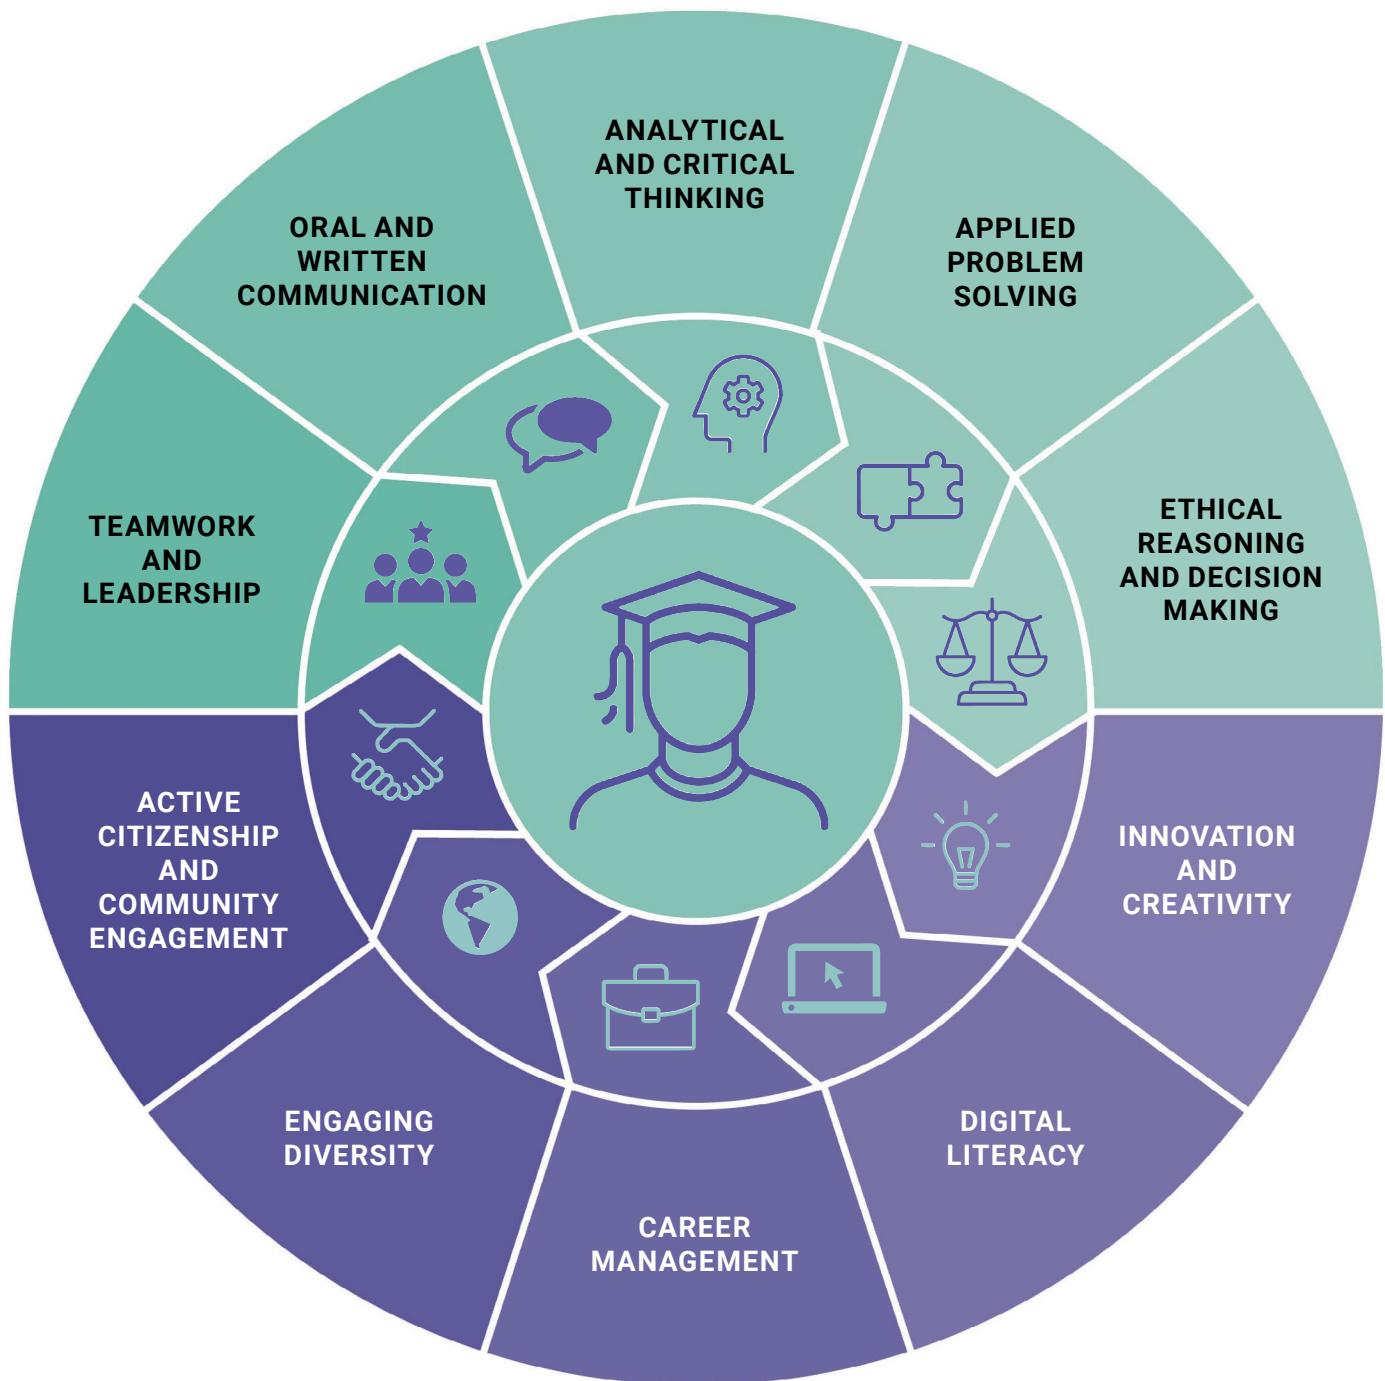 ANALYTICAL
AND CRITICAL
THINKING
APPLIED
PROBLEM
SOLVING
ETHICAL
REASONING
AND DECISION
MAKING
INNOVATION
AND
CREATIVITY
DIGITAL
LITERACY
CAREER
MANAGEMENT
ENGAGING
DIVERSITY
ACTIVE
CITIZENSHIP
AND
COMMUNITY
ENGAGEMENT
TEAMWORK
AND
LEADERSHIP
ORAL AND
WRITTEN
COMMUNICATION